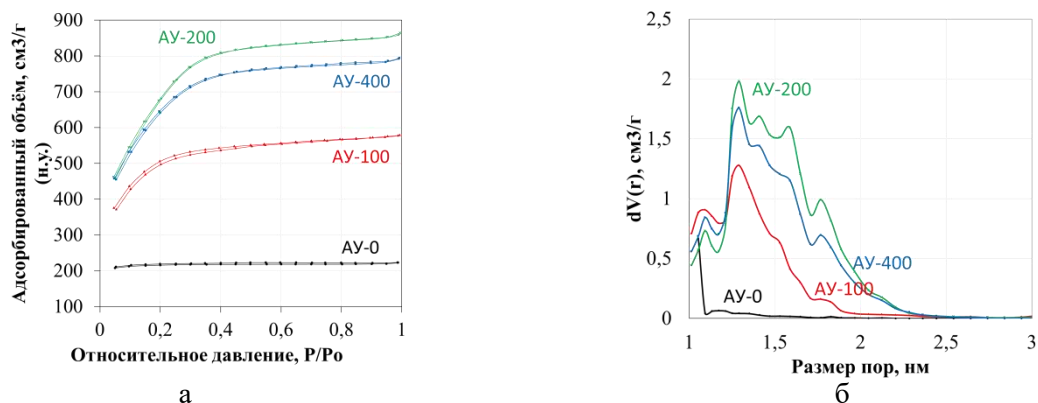 Адсорбированный объём, см3/г
(н.у.)
900
800
700
600
500
400
300
200
100
АУ-200
АУ-400
АУ-100
АУ-0
0
0,2
0,4
0,6
0,8
1
Относительное давление, P/Po
а
dV(r), см3/г
2,5
2
1,5
1
0,5
0
АУ-200
АУ-400
АУ-100
АУ-0
1
1,5
2
2,5
3
Размер пор, нм
б